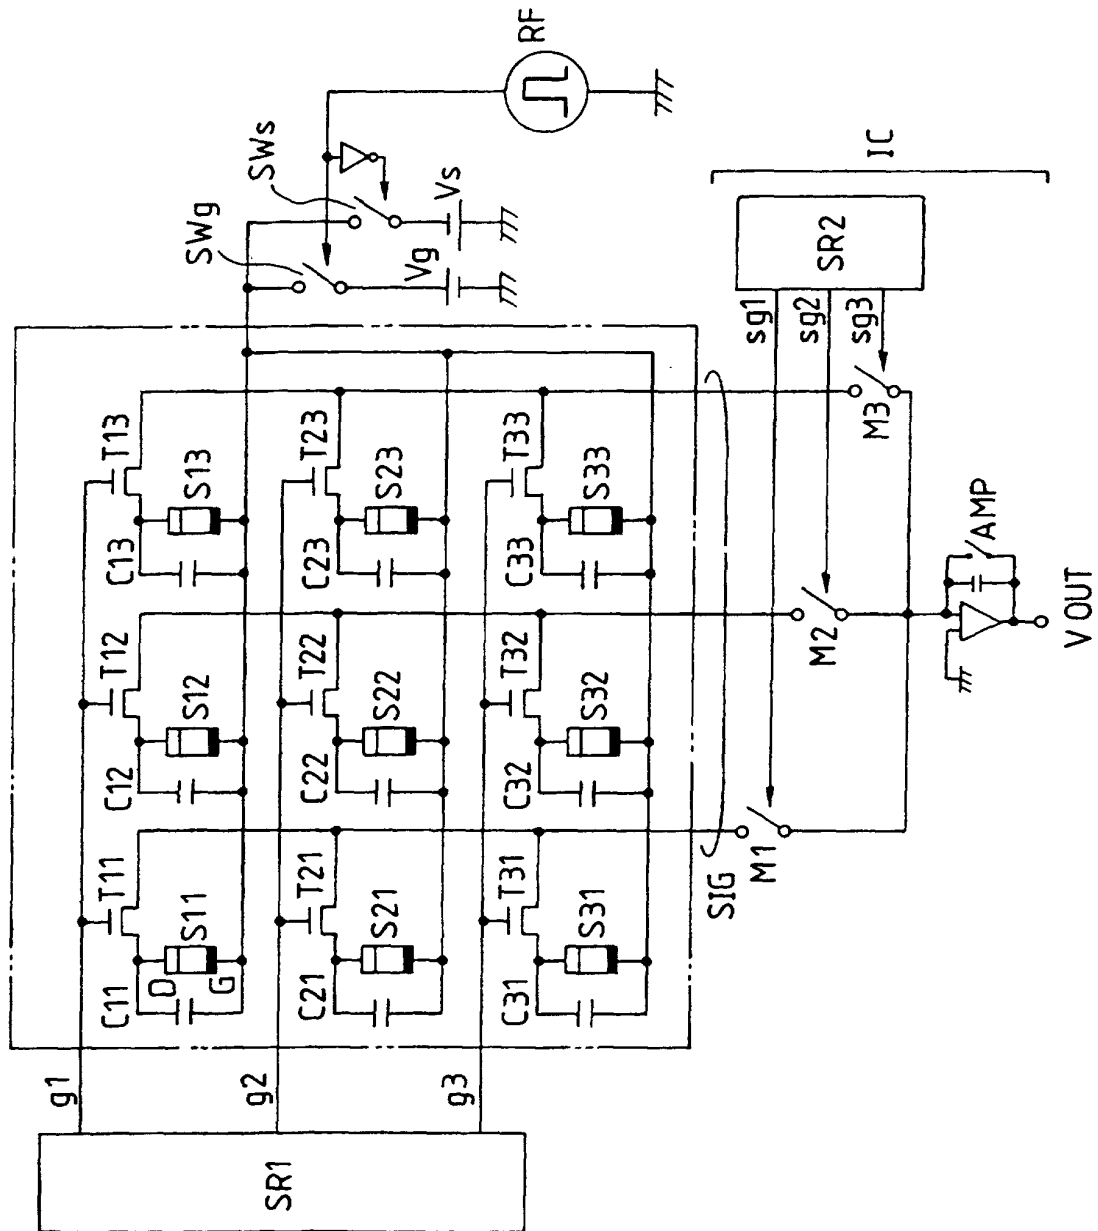 RF
SWs
SWg
Vs
Vg
g1
C11
D
G
S11
T11
C12
S12
T12
C13
S13
T13
g2
C21
S21
T21
C22
S22
T22
C23
S23
T23
g3
C31
S31
T31
C32
S32
T32
C33
S33
T33
SR1
SIG
M1
M2
M3
sg1
sg2
sg3
SR2
IC
AMP
V OUT